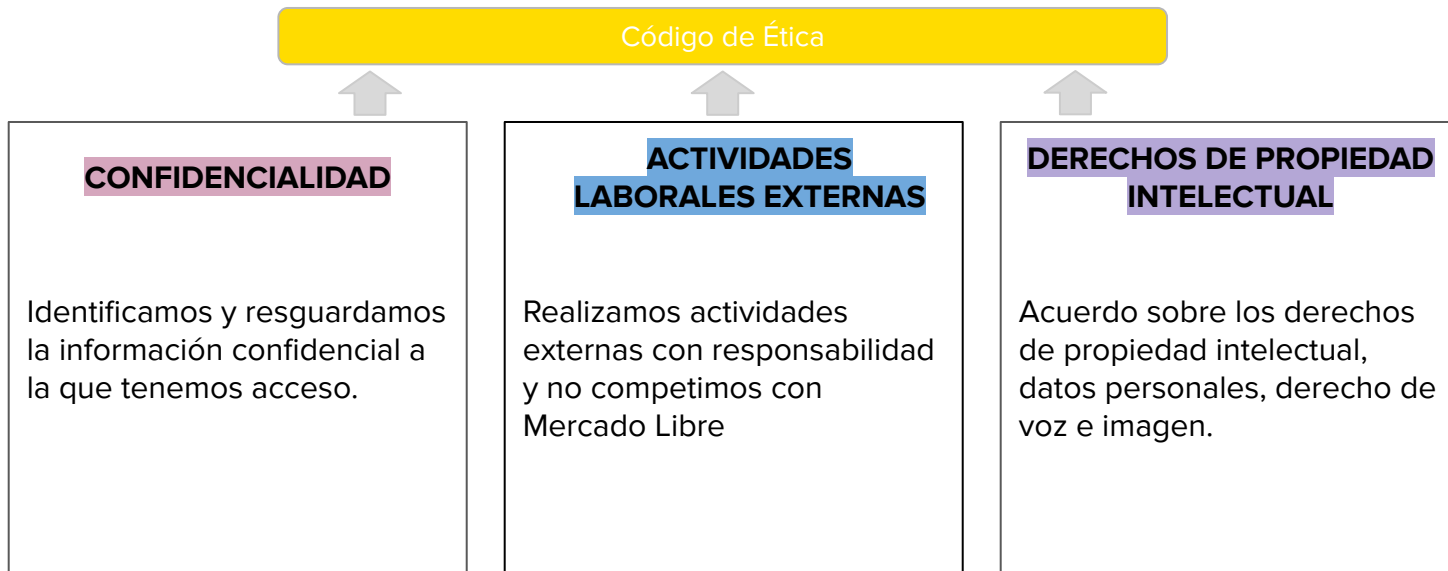 Código de Ética
CONFIDENCIALIDAD
Identificamos y resguardamos
la información confidencial a
la que tenemos acceso.
ACTIVIDADES
LABORALES EXTERNAS
Realizamos actividades
externas con responsabilidad
y no competimos con
Mercado Libre
DERECHOS DE PROPIEDAD
INTELECTUAL
Acuerdo sobre los derechos
de propiedad intelectual,
datos personales, derecho de
voz e imagen.